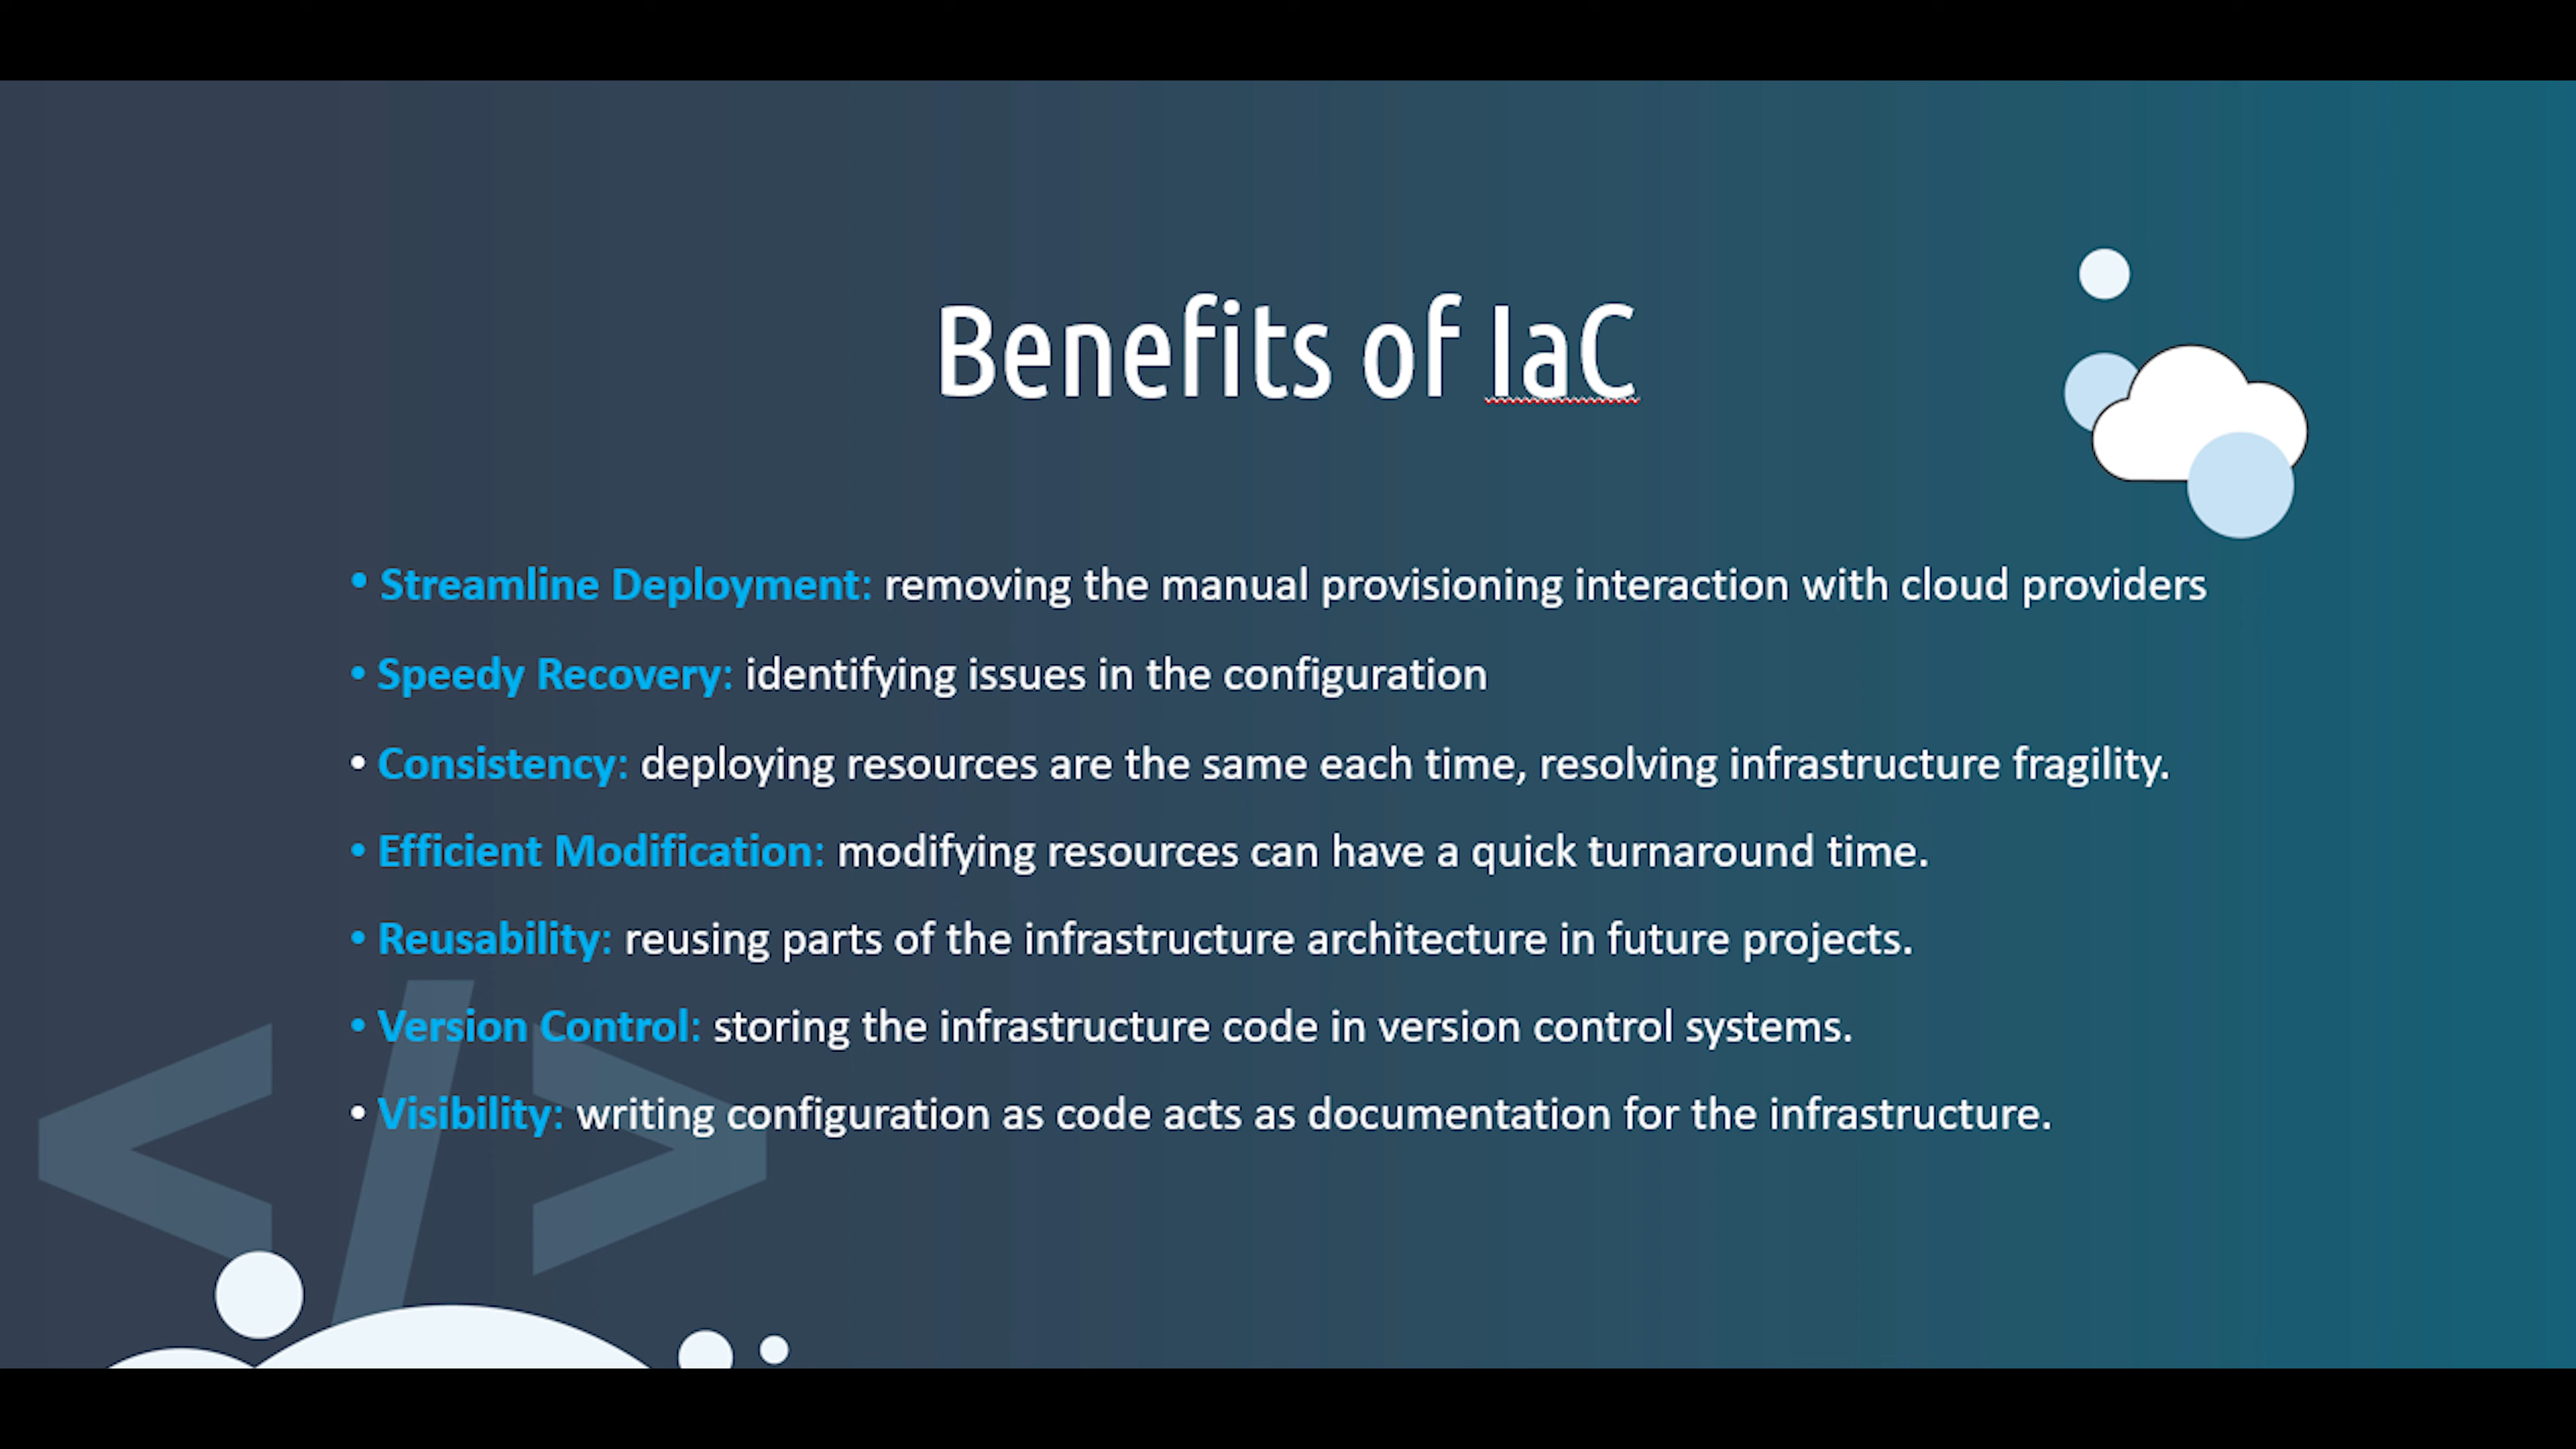 Benefits of IaC
• Streamline Deployment: removing the manual provisioning interaction with cloud providers
• Speedy Recovery: identifying issues in the configuration
• Consistency: deploying resources are the same each time, resolving infrastructure fragility.
• Efficient Modification: modifying resources can have a quick turnaround time.
• Reusability: reusing parts of the infrastructure architecture in future projects.
• Version Control: storing the infrastructure code in version control systems.
• Visibility: writing configuration as code acts as documentation for the infrastructure.
</>